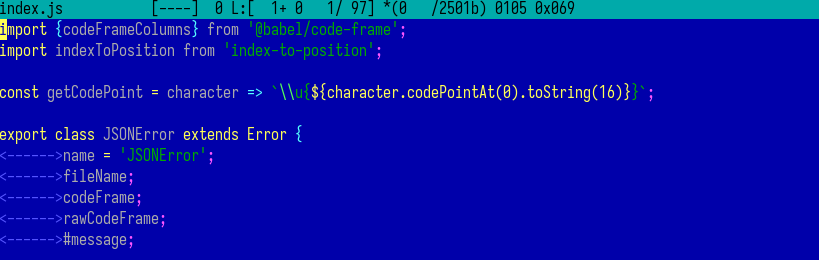 index.js           [----]  0 L:[  1+ 0   1/ 97] *(0   /2501b) 0105 0x069
import {codeFrameColumns} from '@babel/code-frame';
import indexToPosition from 'index-to-position';

const getCodePoint = character => `\\u{${character.codePointAt(0).toString(16)}}`;

export class JSONError extends Error {
<------>name = 'JSONError';
<------>fileName;
<------>codeFrame;
<------>rawCodeFrame;
<------>#message;